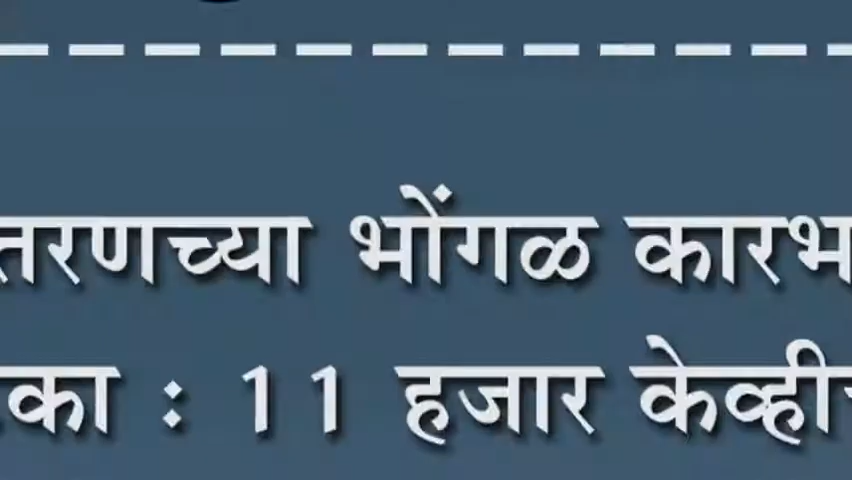 तरणच्या भोंगळ कारभ
का : 11 हजार केव्ही